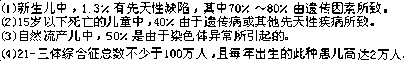 (1)新生儿中，1.3%有先天性缺陷，其中70%～80%由遗传因素所致。
(2)15岁以下死亡的儿童中，40%由于遗传病或其他先天性疾病所致。
(3)自然流产儿中，50%是由于染色体异常所引起的。
(4)21-三体综合征总数不少于100万人，且每年出生的此种患儿高达2万人.